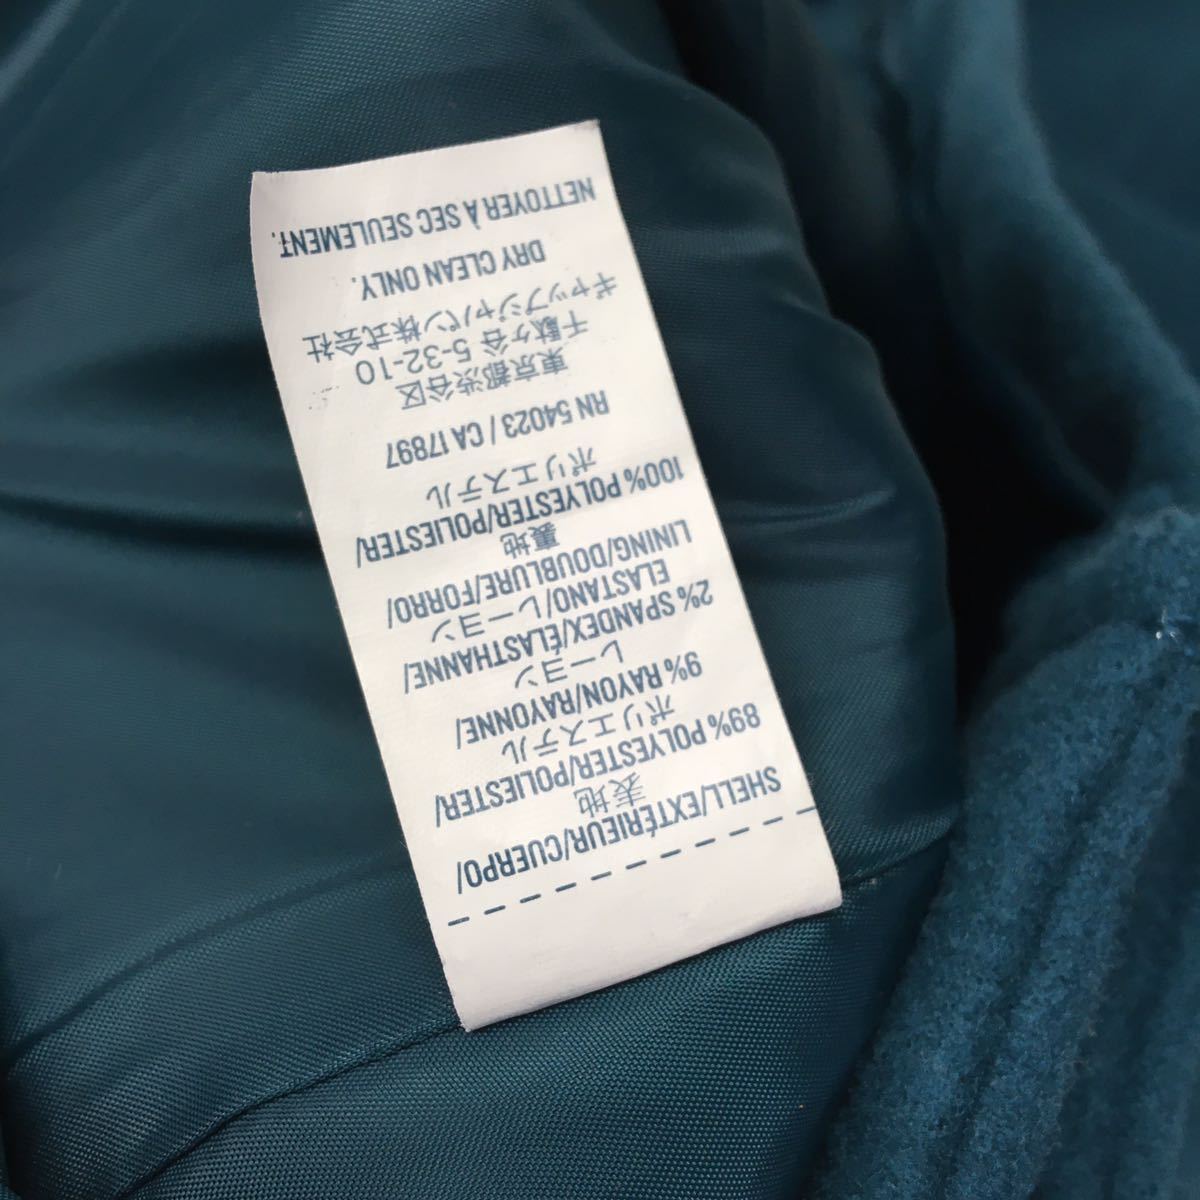 SHELL/EXTÉRIEUR/CUERPO/
表地
89% POLYESTER/POLIESTER/
ポリエステル
9% RAYON/RAYONNE/
レーヨン
2% SPANDEX/ÉLASTHANNE/
ELASTANO/レーヨン
LINING/DOUBLURE/FORRO/
裏地
100% POLYESTER/POLIESTER/
ポリエステル
RN 54023 / CA 17897
東京都渋谷区
千駄ケ谷 5-32-10
ギャップジャパン株式会社
DRY CLEAN ONLY.
NETTOYER À SEC SEULEMENT.